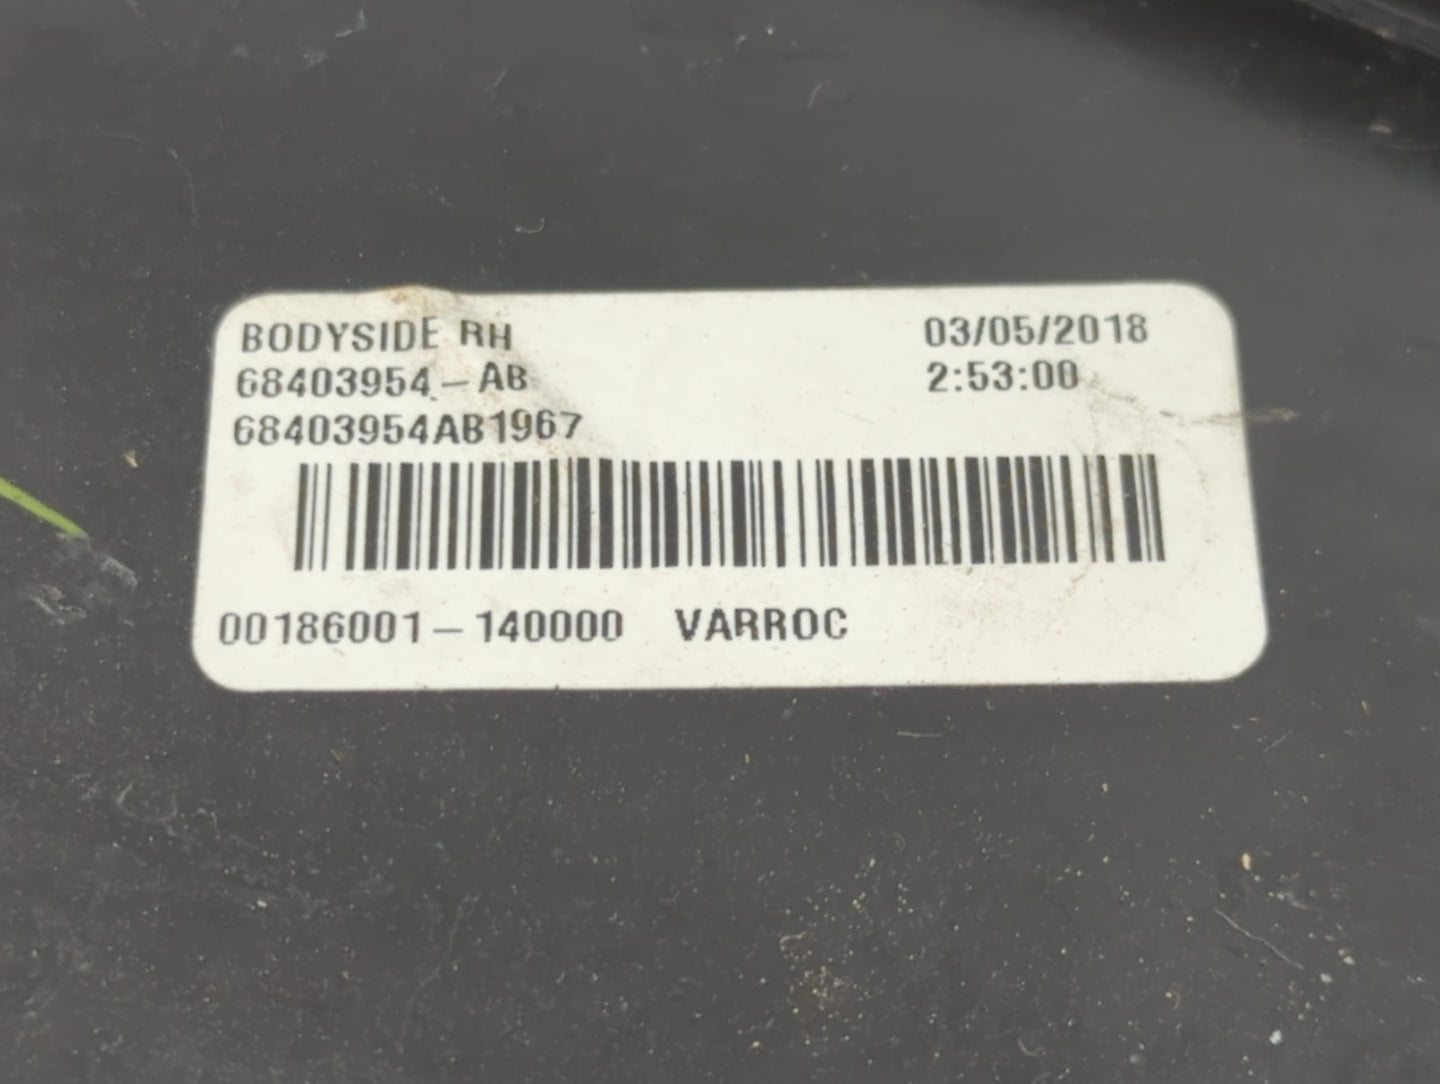 BODYSIDE RH 03/05/2018
68403954-AB 2:53:00
68403954AB1967
00186001-140000 VARROC